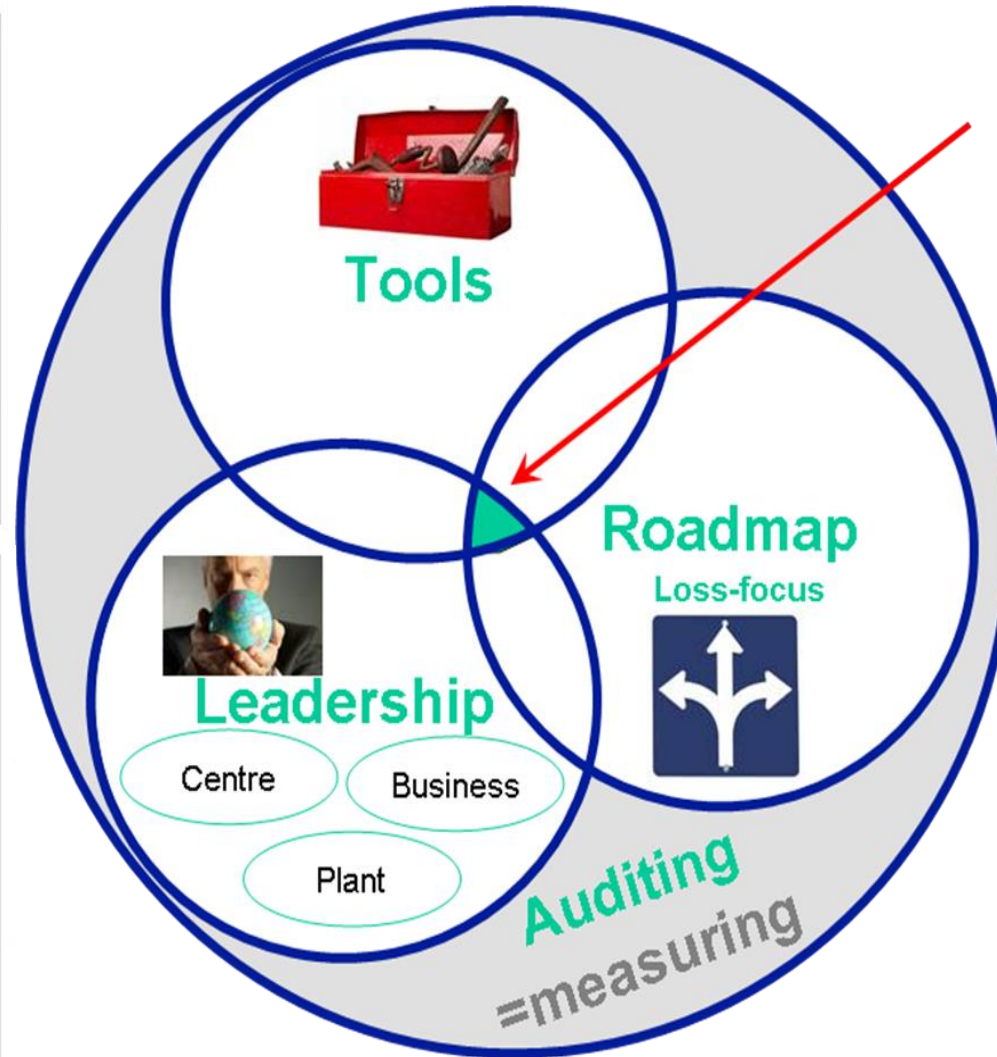 Tools
Roadmap
Loss-focus
Leadership
Centre
Business
Plant
Auditing
=measuring